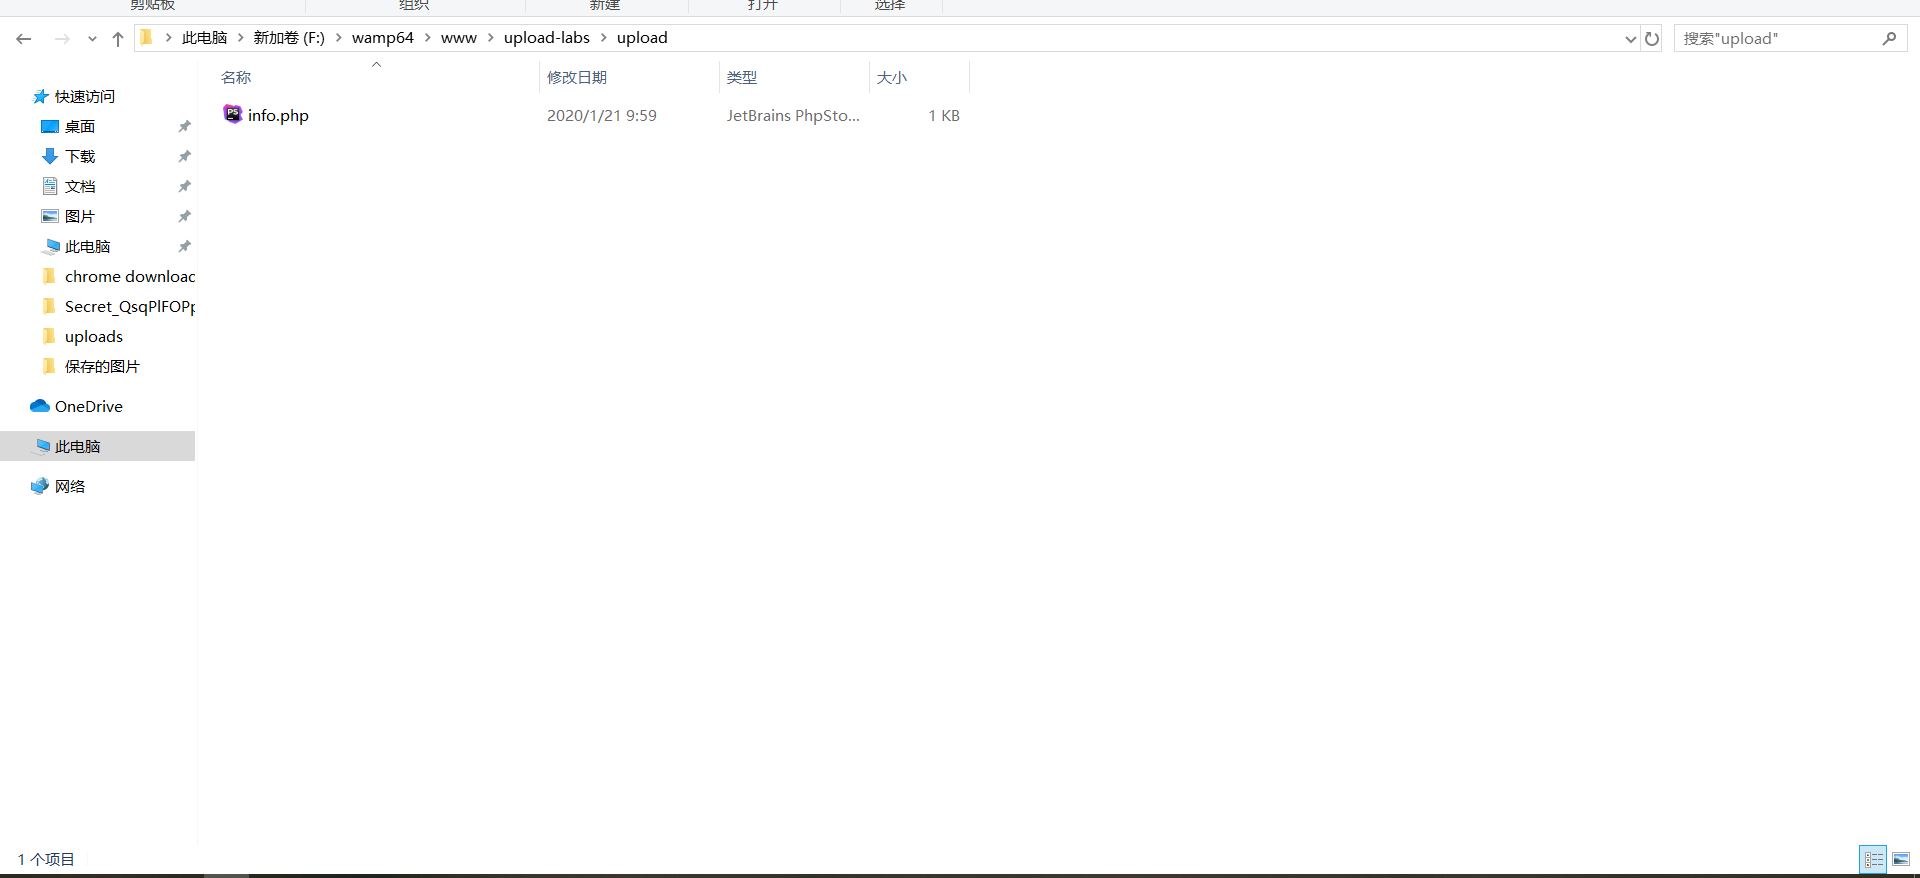 剪贴板 组织 新建 打开 选择
此电脑 › 新加卷 (F:) › wamp64 › www › upload-labs › upload
搜索"upload"
名称 修改日期 类型 大小
info.php 2020/1/21 9:59 JetBrains PhpSto... 1 KB
快速访问
桌面
下载
文档
图片
此电脑
chrome download
Secret_QsqPlFOPp
uploads
保存的图片
OneDrive
此电脑
网络
1 个项目